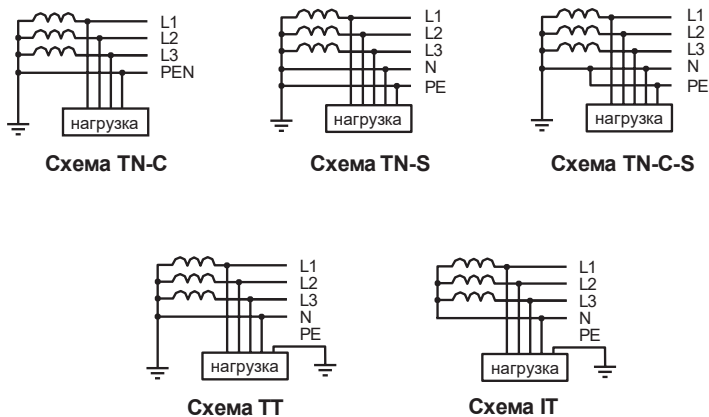 L1
L2
L3
PEN
нагрузка
Схема TN-C
L1
L2
L3
N
PE
нагрузка
Схема TN-S
L1
L2
L3
N
PE
нагрузка
Схема TN-C-S
L1
L2
L3
N
PE
нагрузка
Схема TT
L1
L2
L3
N
PE
нагрузка
Схема IT